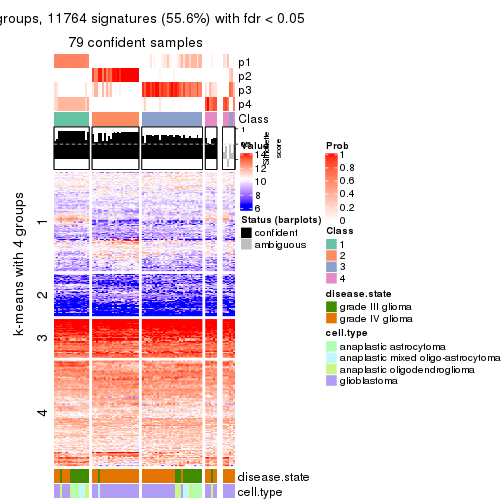 groups, 11764 signatures (55.6%) with fdr < 0.05
79 confident samples
p1
p2
p3
p4
Class
1
Silhouette
score
k-means with 4 groups
1
2
3
4
disease.state
cell.type
Value
14
12
10
8
6
Status (barplots)
confident
ambiguous
Prob
1
0.8
0.6
0.4
0.2
0
Class
1
2
3
4
disease.state
grade III glioma
grade IV glioma
cell.type
anaplastic astrocytoma
anaplastic mixed oligo-astrocytoma
anaplastic oligodendroglioma
glioblastoma